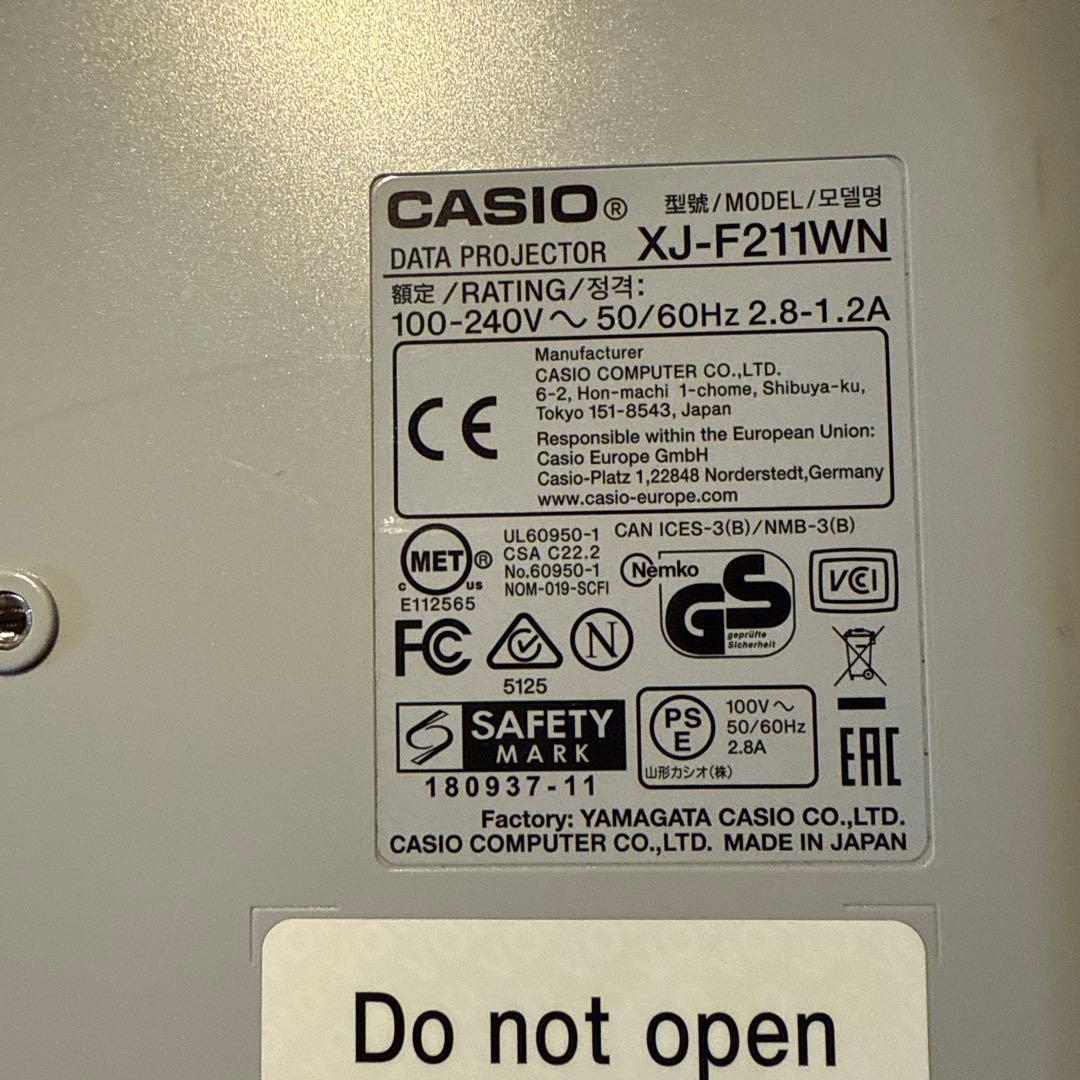 CASIO® 型號/MODEL/모델명
DATA PROJECTOR XJ-F211WN
額定/RATING/정격:
100-240V～ 50/60Hz 2.8-1.2A
Manufacturer
CASIO COMPUTER CO.,LTD.
6-2, Hon-machi 1-chome, Shibuya-ku,
Tokyo 151-8543, Japan
CE
Responsible within the European Union:
Casio Europe GmbH
Casio-Platz 1,22848 Norderstedt,Germany
www.casio-europe.com
UL60950-1 CAN ICES-3(B)/NMB-3(B)
CSA C22.2
No.60950-1
NOM-019-SCFI
c MET® us
E112565
Nemko
GS
geprüfte
Sicherheit
VCI
FC
N
5125
SAFETY
MARK
180937-11
PS
E
100V～
50/60Hz
2.8A
山形カシオ(株)
EAC
Factory: YAMAGATA CASIO CO.,LTD.
CASIO COMPUTER CO.,LTD. MADE IN JAPAN
Do not open